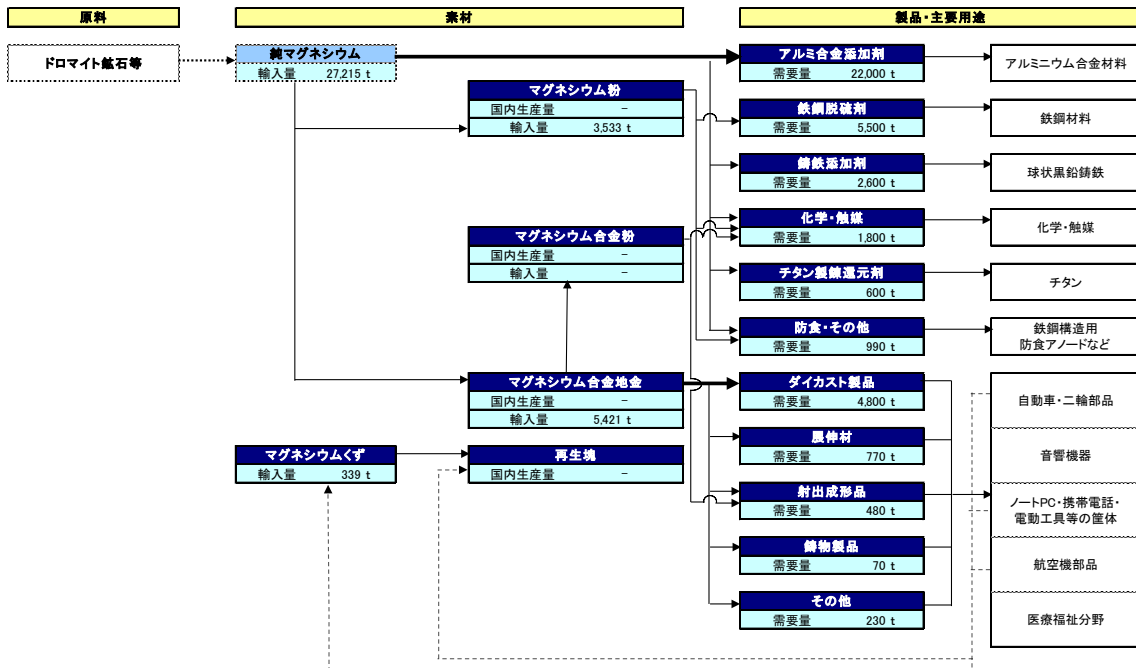 原料
素材
製品・主要用途
ドロマイト鉱石等
純マグネシウム
輸入量 27,215 t
マグネシウム粉
国内生産量 －
輸入量 3,533 t
マグネシウム合金粉
国内生産量 －
輸入量 －
マグネシウム合金地金
国内生産量 －
輸入量 5,421 t
マグネシウムくず
輸入量 339 t
再生塊
国内生産量 －
アルミ合金添加剤
需要量 22,000 t
鉄鋼脱硫剤
需要量 5,500 t
鋳鉄添加剤
需要量 2,600 t
化学・触媒
需要量 1,800 t
チタン製錬還元剤
需要量 600 t
防食・その他
需要量 990 t
ダイカスト製品
需要量 4,800 t
展伸材
需要量 770 t
射出成形品
需要量 480 t
鋳物製品
需要量 70 t
その他
需要量 230 t
アルミニウム合金材料
鉄鋼材料
球状黒鉛鋳鉄
化学・触媒
チタン
鉄鋼構造用
防食アノードなど
自動車・二輪部品
音響機器
ノートPC・携帯電話・
電動工具等の筐体
航空機部品
医療福祉分野